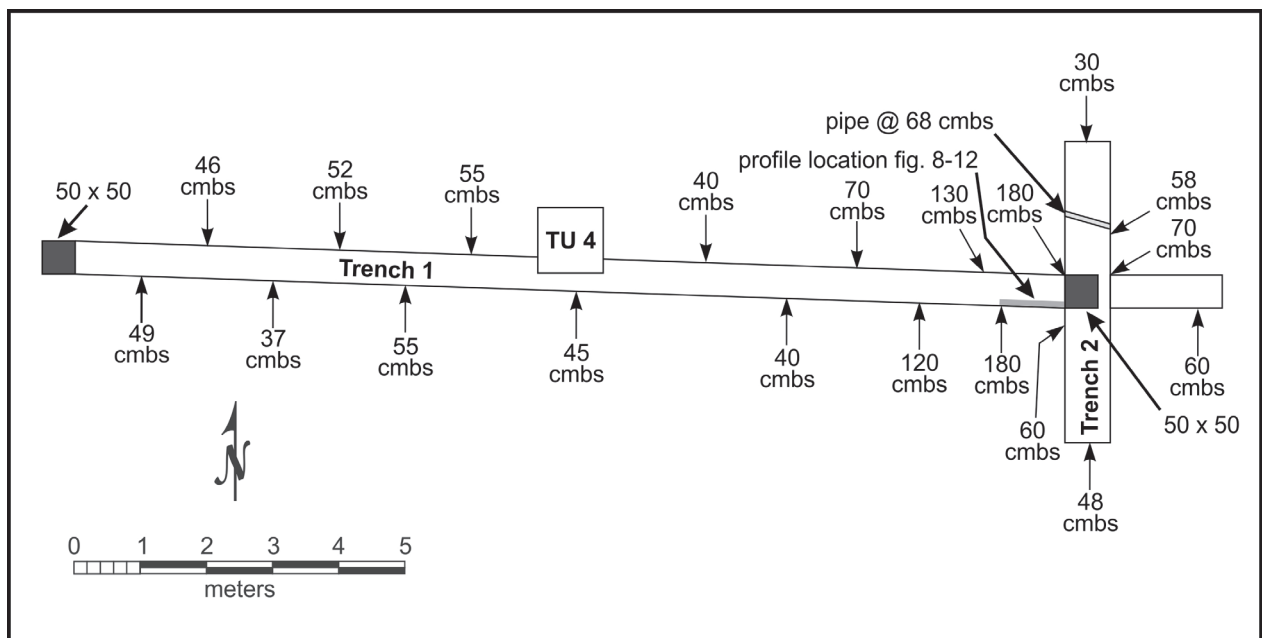 30
cmbs
pipe @ 68 cmbs
profile location fig. 8-12
46
cmbs
52
cmbs
55
cmbs
40
cmbs
70
cmbs
130
cmbs
180
cmbs
58
cmbs
70
cmbs
50 x 50
TU 4
Trench 1
49
cmbs
37
cmbs
55
cmbs
45
cmbs
40
cmbs
120
cmbs
180
cmbs
60
cmbs
Trench 2
60
cmbs
50 x 50
48
cmbs
N
0 1 2 3 4 5
meters